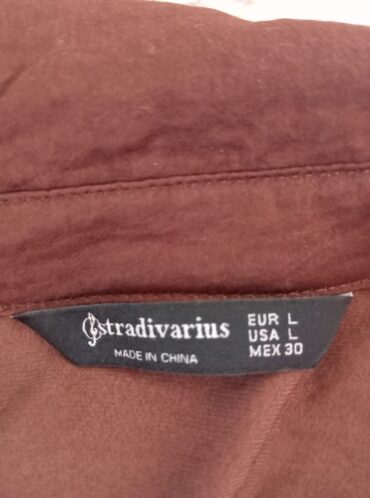 stradivarius
MADE IN CHINA
EUR L
USA L
MEX 30